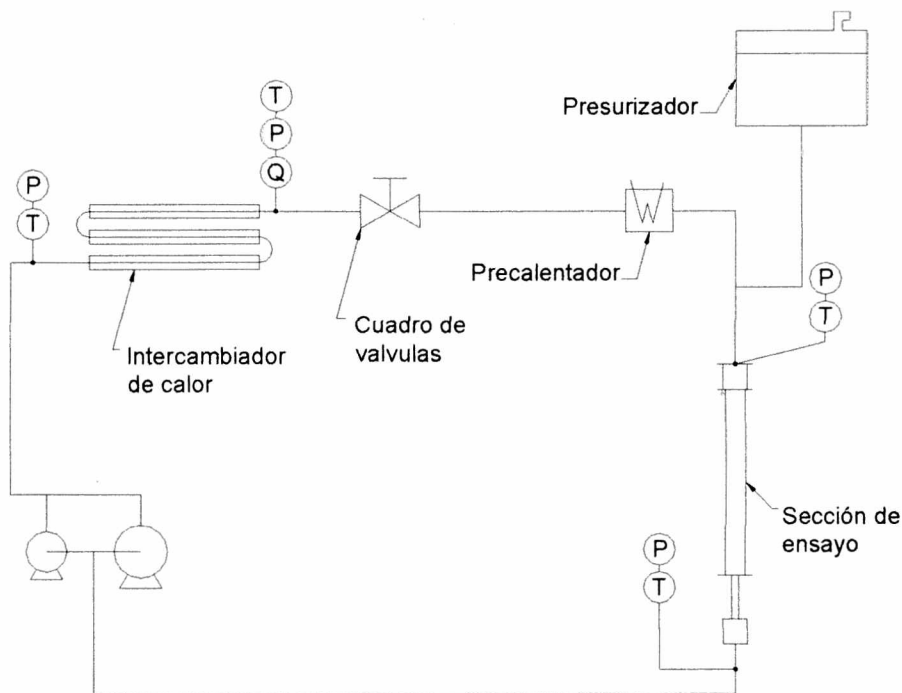 Presurizador
T
P
Q
P
T
Precalentador
P
T
Cuadro de
valvulas
Intercambiador
de calor
Sección de
ensayo
P
T